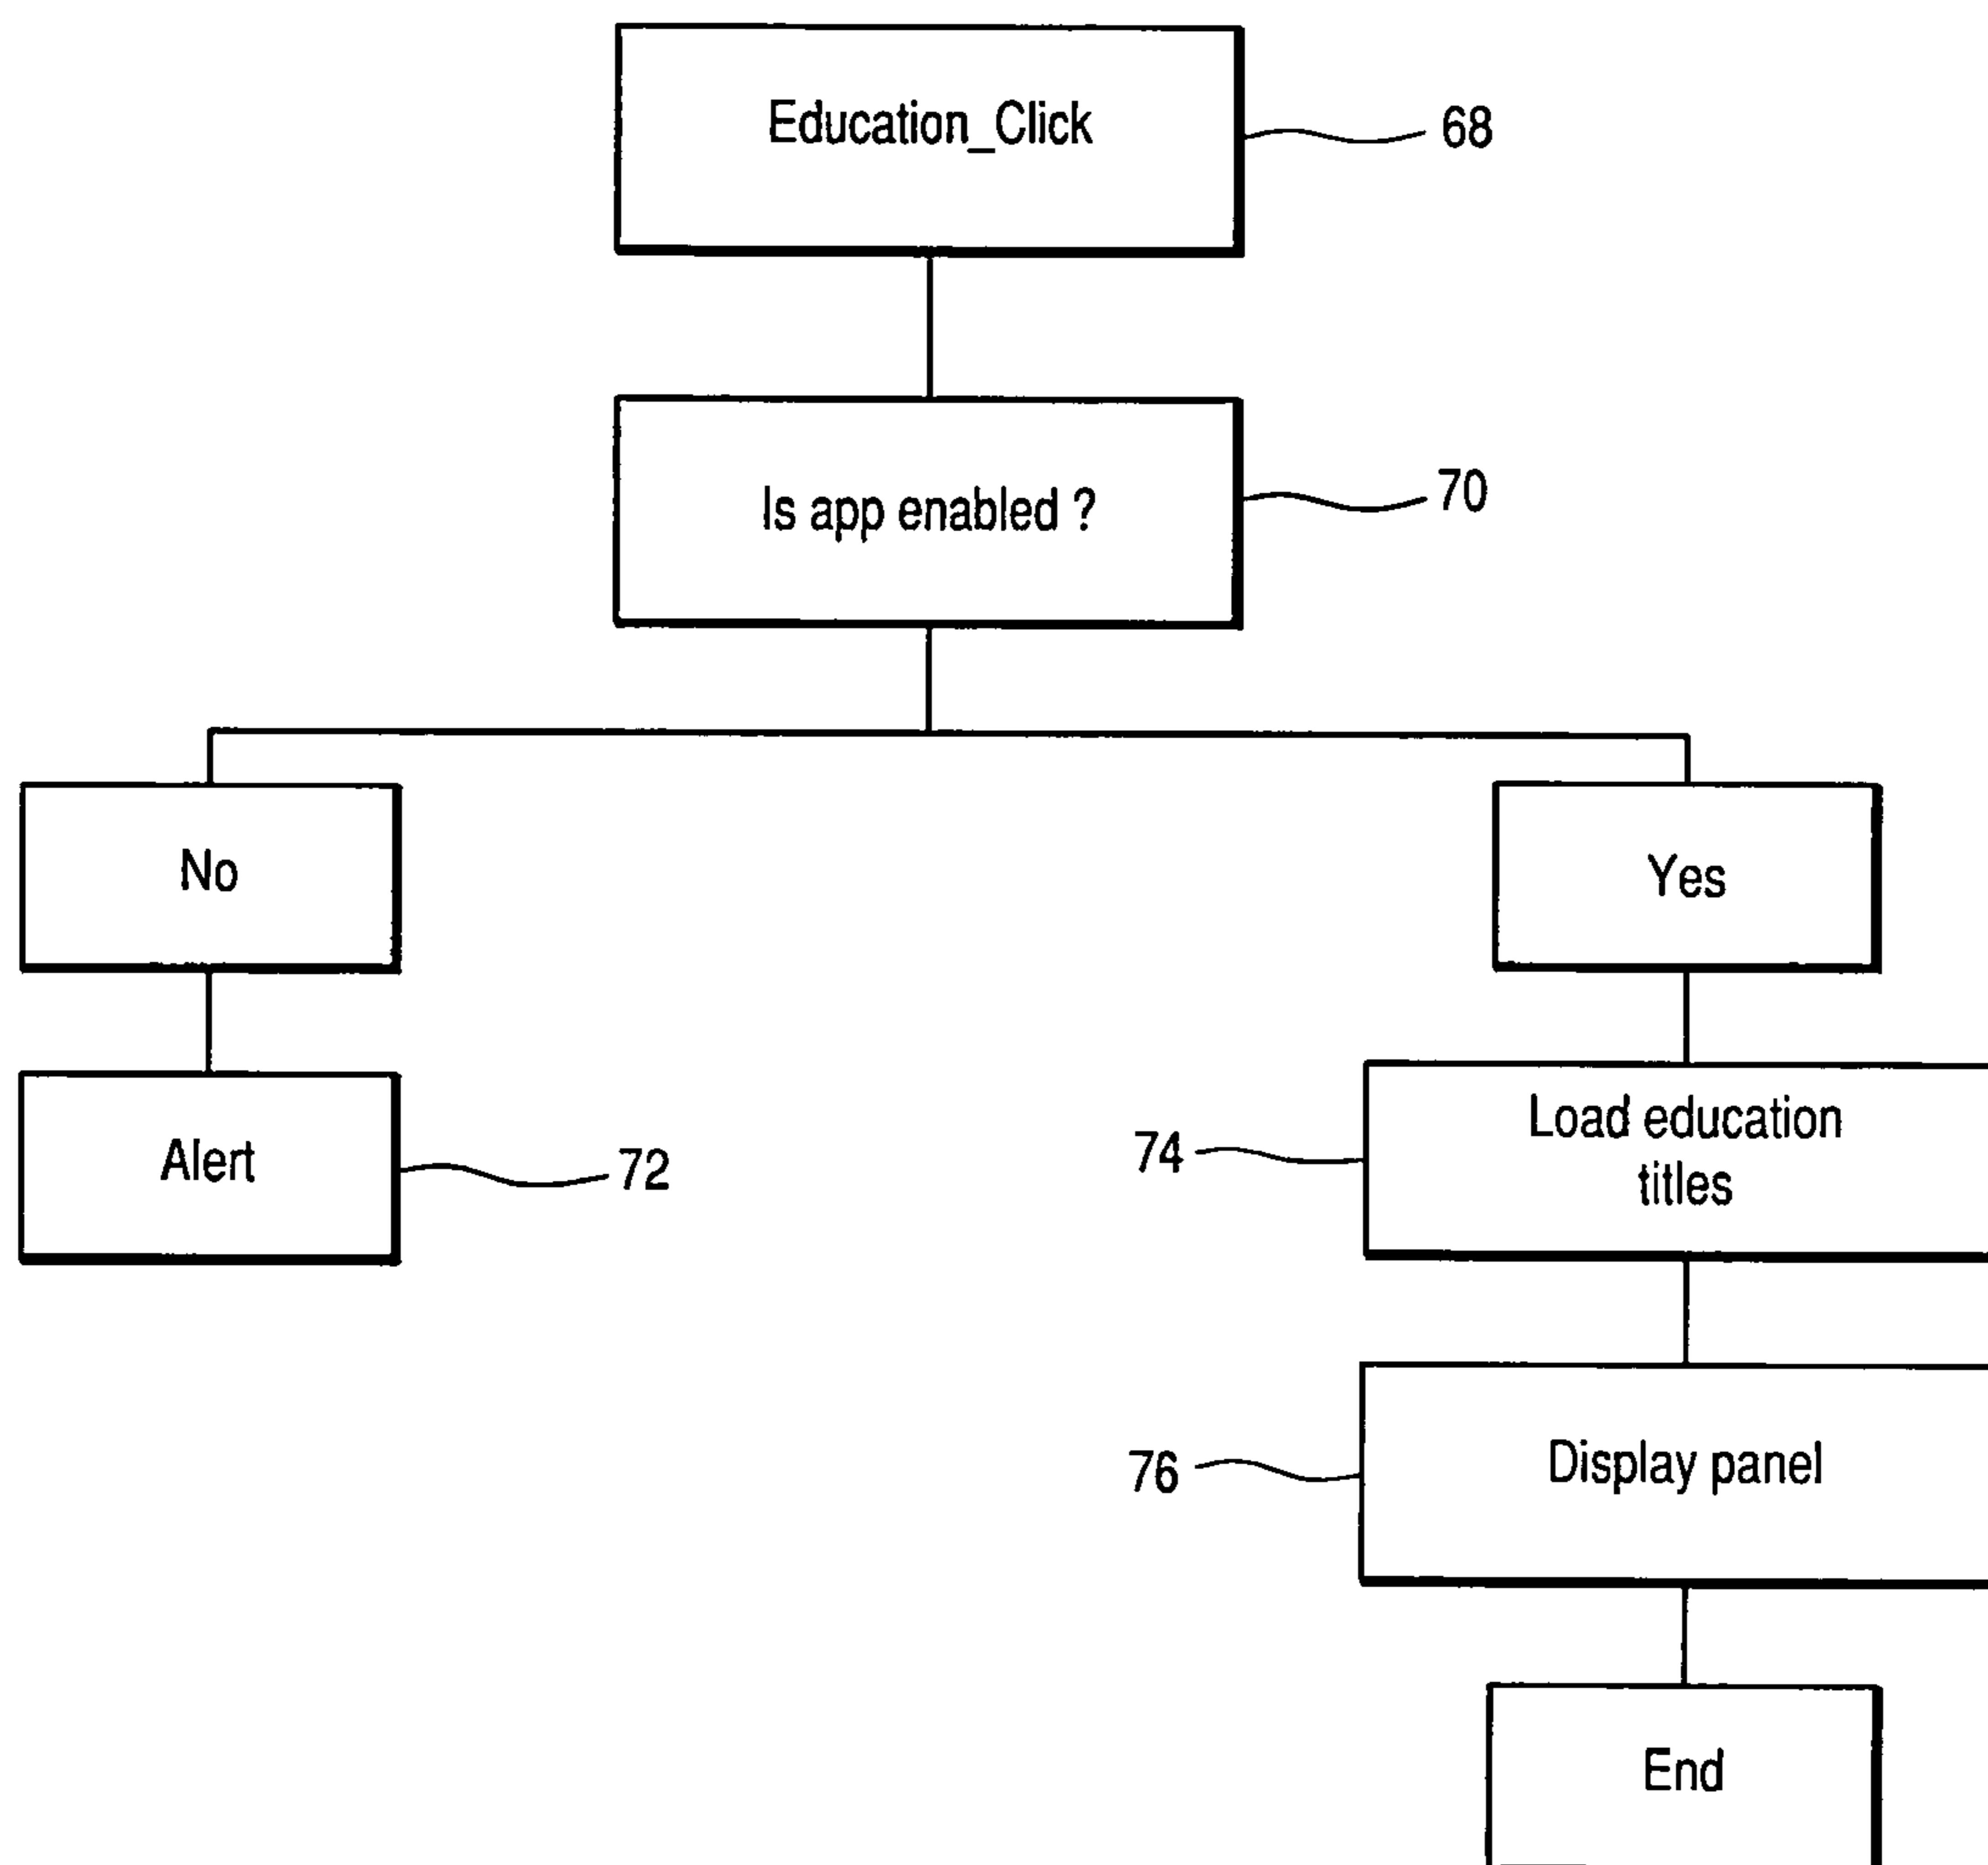 Education_Click
68
Is app enabled ?
70
No
Yes
Alert
72
74
Load education
titles
76
Display panel
End